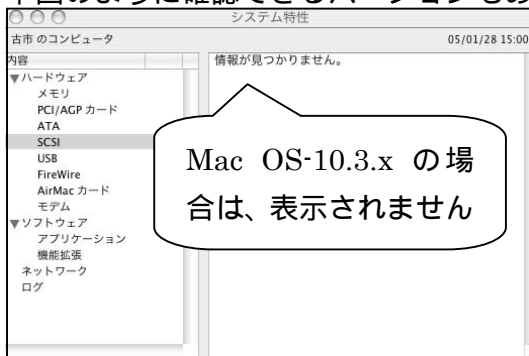 下図のように確認できるバージョンもあ
システム特性
古市 のコンピュータ
05/01/28 15:00
内容
情報が見つかりません。
▼ハードウェア
メモリ
PCI/AGP カード
ATA
SCSI
USB
FireWire
AirMac カード
モデム
▼ソフトウェア
アプリケーション
機能拡張
ネットワーク
ログ
Mac OS-10.3.x の場
合は、表示されません